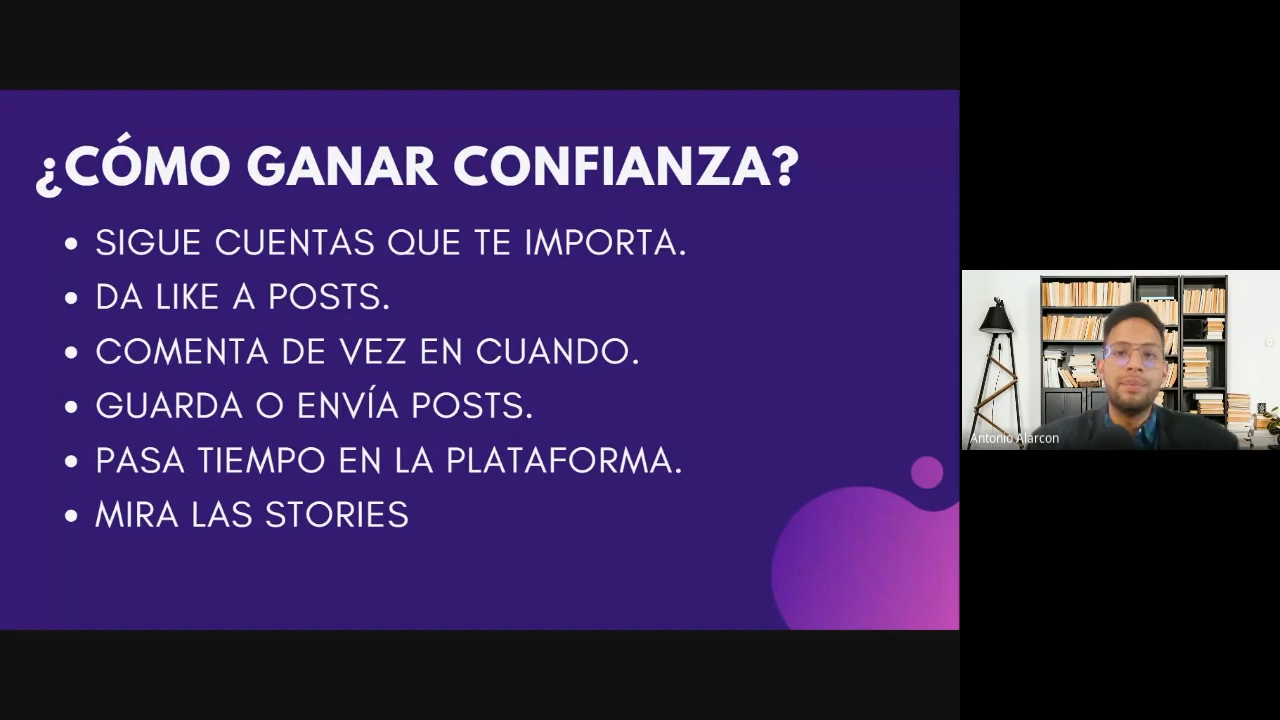 ¿CÓMO GANAR CONFIANZA?
• SIGUE CUENTAS QUE TE IMPORTA.
• DA LIKE A POSTS.
• COMENTA DE VEZ EN CUANDO.
• GUARDA O ENVÍA POSTS.
• PASA TIEMPO EN LA PLATAFORMA.
• MIRA LAS STORIES
Antonio Alarcon